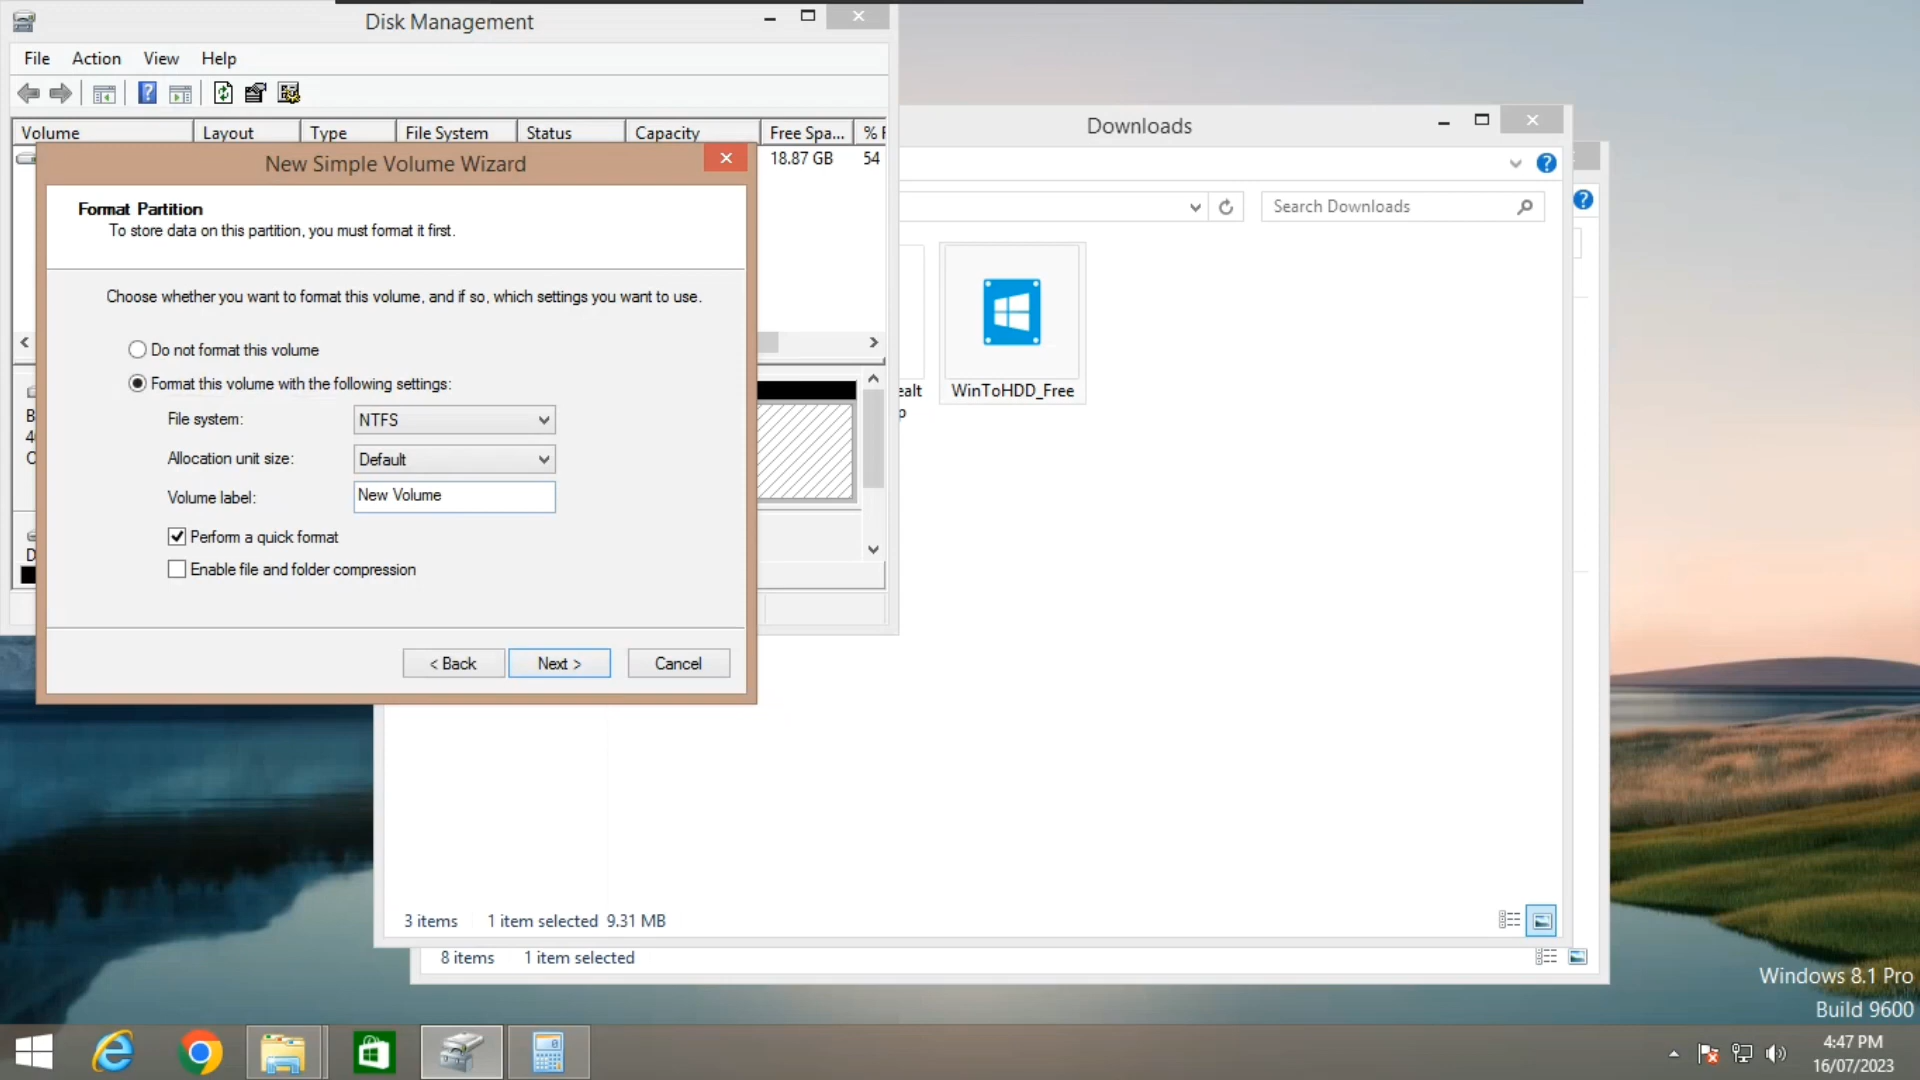 Disk Management
File Action View Help
Volume Layout Type File System Status Capacity Free Spa... %
18.87 GB 54
New Simple Volume Wizard
Format Partition
To store data on this partition, you must format it first.
Choose whether you want to format this volume, and if so, which settings you want to use.
Do not format this volume
Format this volume with the following settings:
File system: NTFS
Allocation unit size: Default
Volume label: New Volume
Perform a quick format
Enable file and folder compression
< Back Next > Cancel
Downloads
Search Downloads
WinToHDD_Free
3 items 1 item selected 9.31 MB
8 items 1 item selected
Windows 8.1 Pro
Build 9600
4:47 PM
16/07/2023